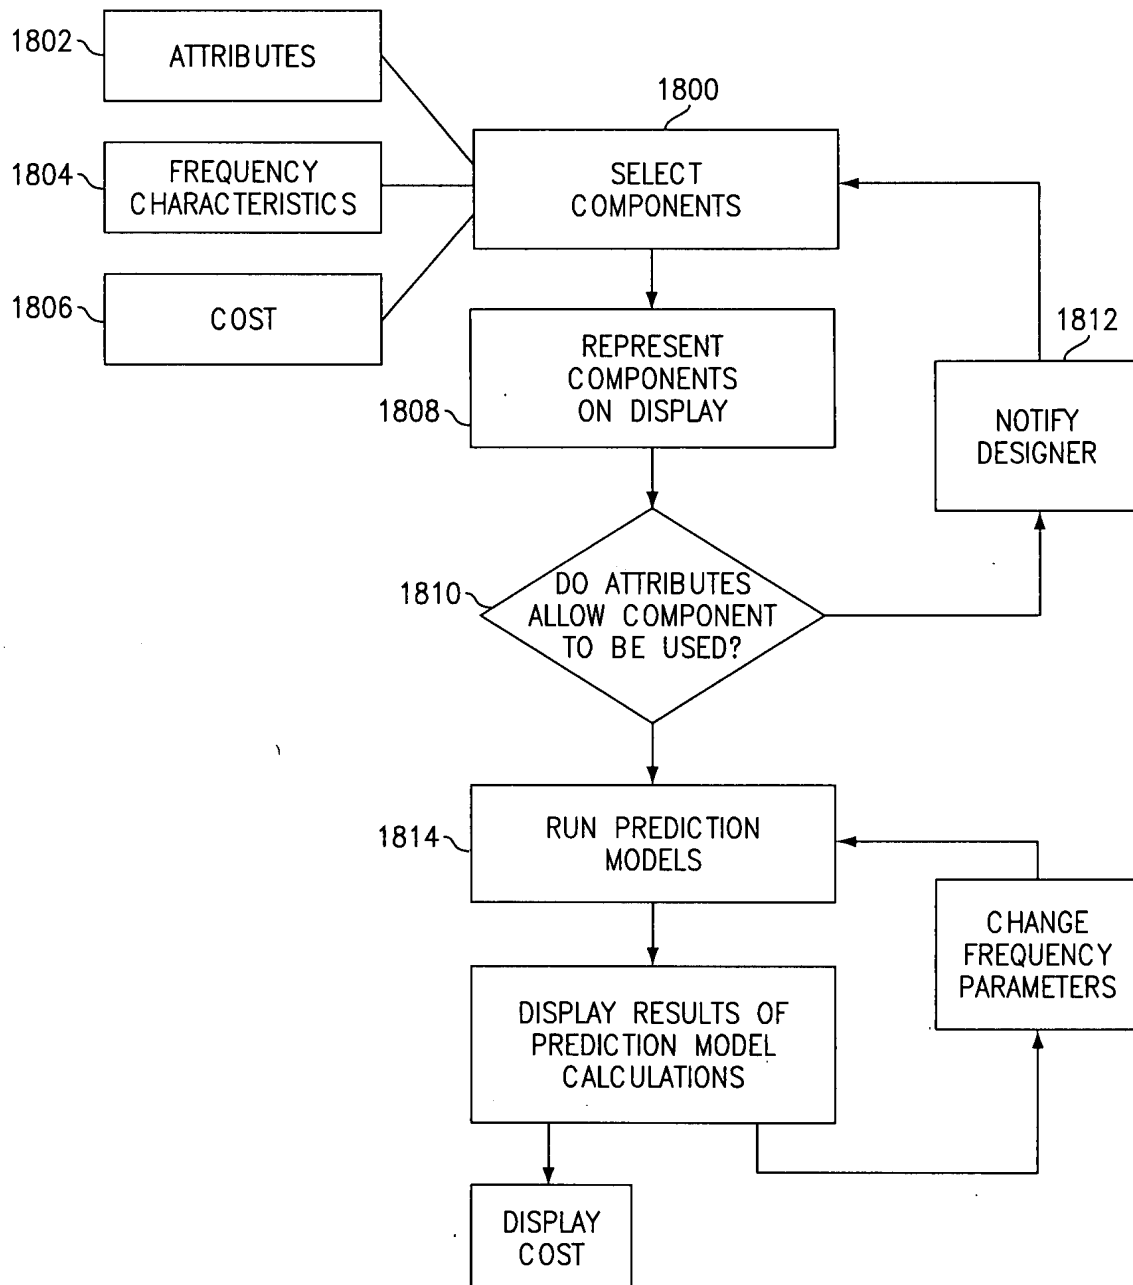 1802
ATTRIBUTES
1800
1804
FREQUENCY
CHARACTERISTICS
SELECT
COMPONENTS
1806
COST
REPRESENT
COMPONENTS
ON DISPLAY
1808
1812
NOTIFY
DESIGNER
1810
DO ATTRIBUTES
ALLOW COMPONENT
TO BE USED?
1814
RUN PREDICTION
MODELS
CHANGE
FREQUENCY
PARAMETERS
DISPLAY RESULTS OF
PREDICTION MODEL
CALCULATIONS
DISPLAY
COST